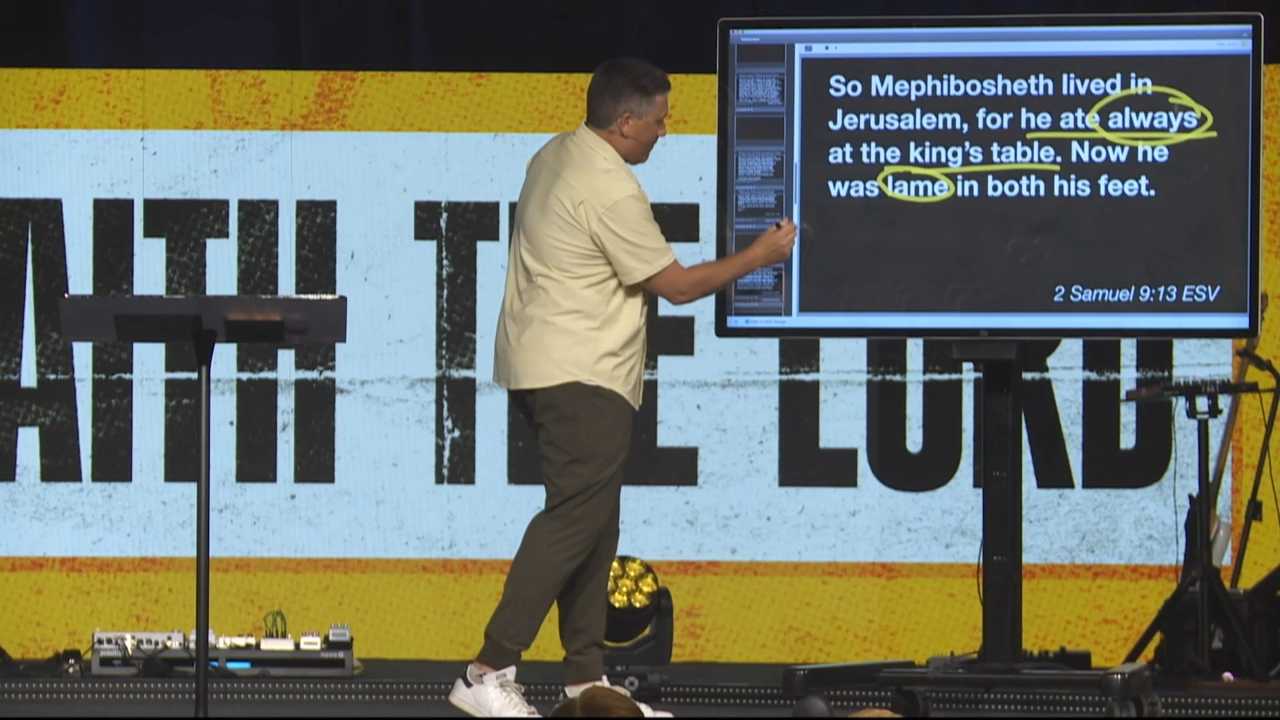 So Mephibosheth lived in
Jerusalem, for he ate always
at the king's table. Now he
was lame in both his feet.
2 Samuel 9:13 ESV
AITH THE LORD